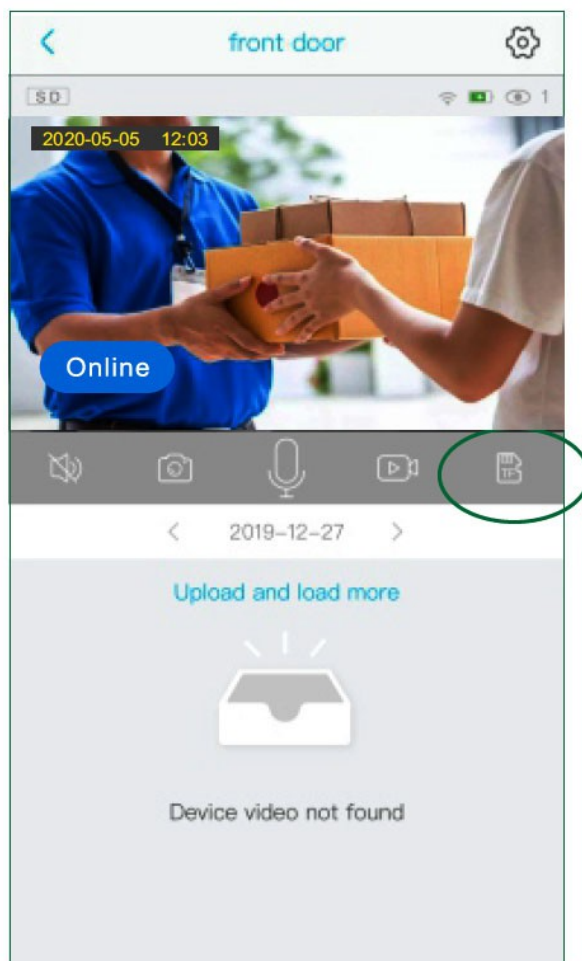 front door
SD 1
2020-05-05 12:03
Online
TF
2019-12-27
Upload and load more
Device video not found